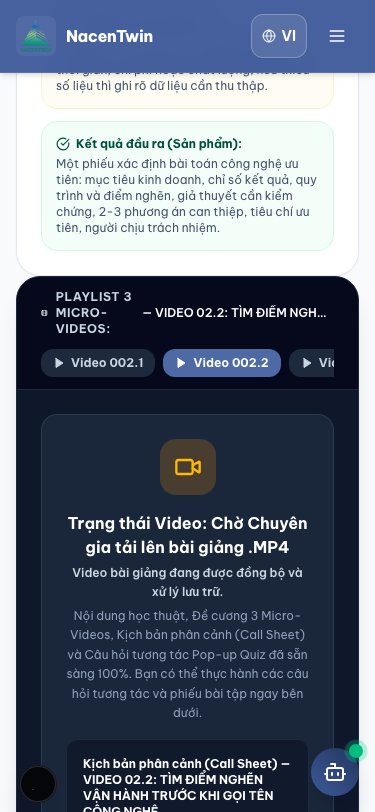 NacenTwin
VI
số liệu thì ghi rõ dữ liệu cần thu thập.
Kết quả đầu ra (Sản phẩm):
Một phiếu xác định bài toán công nghệ ưu
tiên: mục tiêu kinh doanh, chỉ số kết quả, quy
trình và điểm nghẽn, giả thuyết cần kiểm
chứng, 2–3 phương án can thiệp, tiêu chí ưu
tiên, người chịu trách nhiệm.
PLAYLIST 3
MICRO-
VIDEOS:
— VIDEO 02.2: TÌM ĐIỂM NGH...
Video 002.1
Video 002.2
Trạng thái Video: Chờ Chuyên
gia tải lên bài giảng .MP4
Video bài giảng đang được đồng bộ và
xử lý lưu trữ.
Nội dung học thuật, Đề cương 3 Micro-
Videos, Kịch bản phân cảnh (Call Sheet)
và Câu hỏi tương tác Pop-up Quiz đã sẵn
sàng 100%. Bạn có thể thực hành các câu
hỏi tương tác và phiếu bài tập ngay bên
dưới.
Kịch bản phân cảnh (Call Sheet) —
VIDEO 02.2: TÌM ĐIỂM NGHẼN
VẬN HÀNH TRƯỚC KHI GỌI TÊN
CÔNG NGHỆ